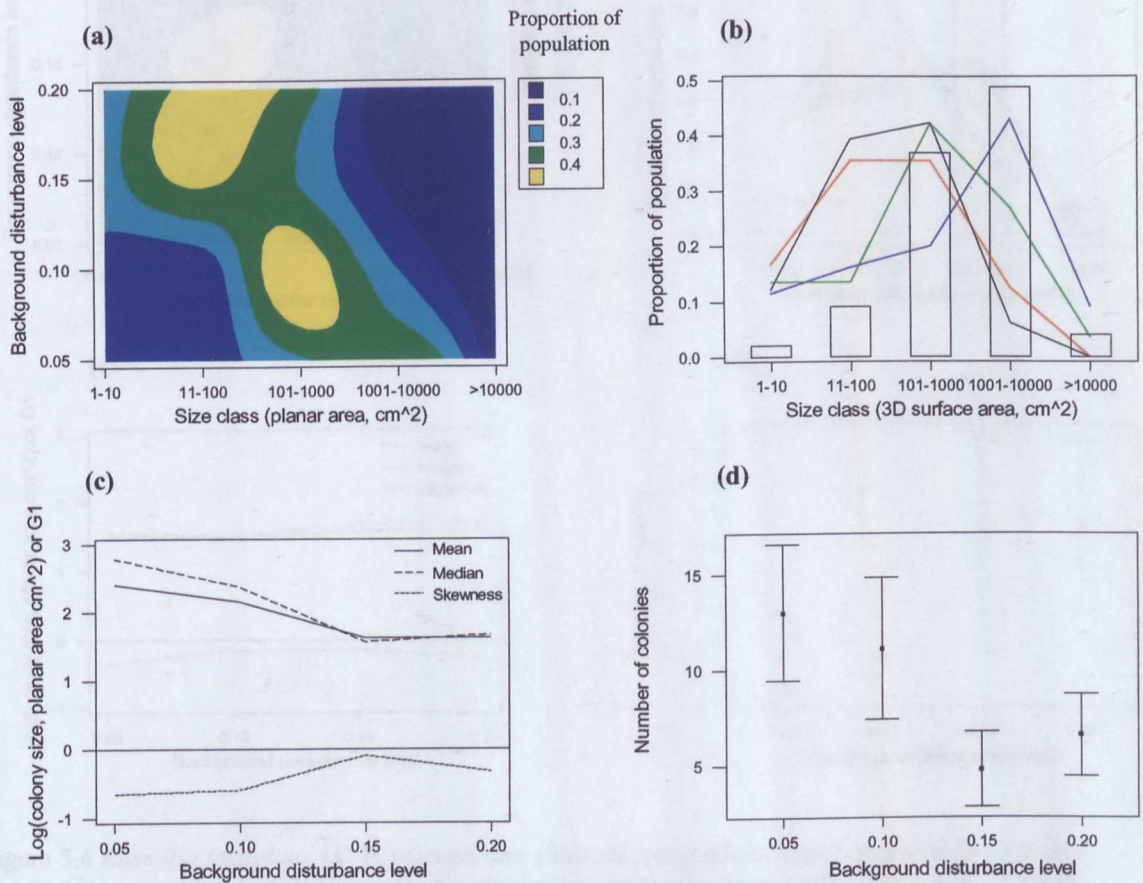 (a)
Proportion of
population
0.1
0.2
0.3
0.4
Background disturbance level
0.20
0.15
0.10
0.05
1-10
11-100
101-1000
1001-10000
>10000
Size class (planar area, cm^2)
(b)
Proportion of population
0.5
0.4
0.3
0.2
0.1
0.0
1-10
11-100
101-1000
1001-10000
>10000
Size class (3D surface area, cm^2)
(c)
Log(colony size, planar area cm^2) or G1
3
2
1
0
-1
Mean
Median
Skewness
0.05
0.10
0.15
0.20
Background disturbance level
(d)
Number of colonies
15
10
5
0.05
0.10
0.15
0.20
Background disturbance level